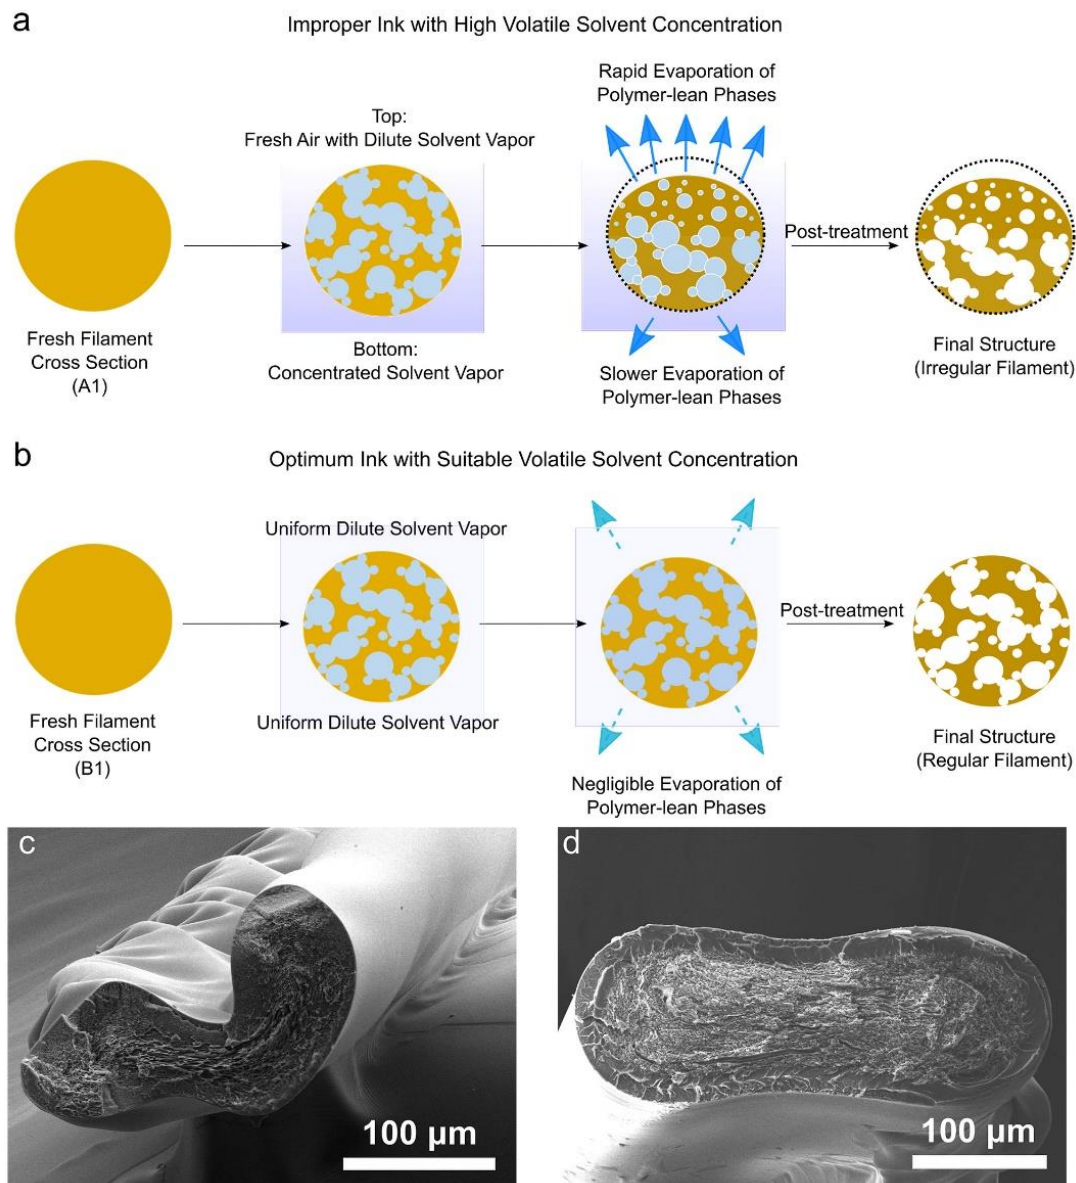 a
Improper Ink with High Volatile Solvent Concentration
Rapid Evaporation of
Polymer-lean Phases
Top:
Fresh Air with Dilute Solvent Vapor
Post-treatment
Fresh Filament
Cross Section
(A1)
Bottom:
Concentrated Solvent Vapor
Slower Evaporation of
Polymer-lean Phases
Final Structure
(Irregular Filament)
b
Optimum Ink with Suitable Volatile Solvent Concentration
Uniform Dilute Solvent Vapor
Post-treatment
Fresh Filament
Cross Section
(B1)
Uniform Dilute Solvent Vapor
Negligible Evaporation of
Polymer-lean Phases
Final Structure
(Regular Filament)
c
100 µm
d
100 µm